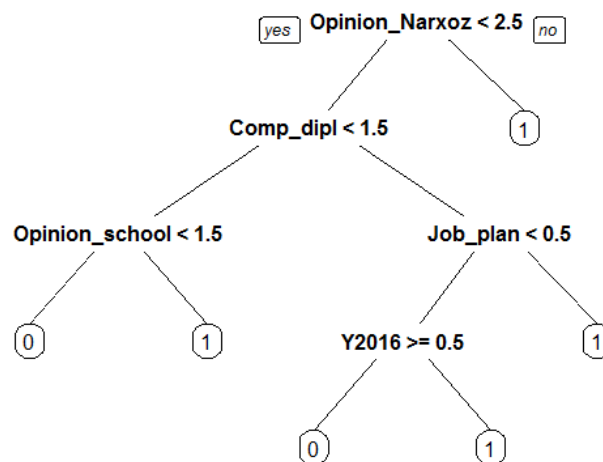 yes Opinion_Narxoz < 2.5 no
Comp_dipl < 1.5 1
Opinion_school < 1.5 Job_plan < 0.5
0 1 Y2016 >= 0.5 1
0 1